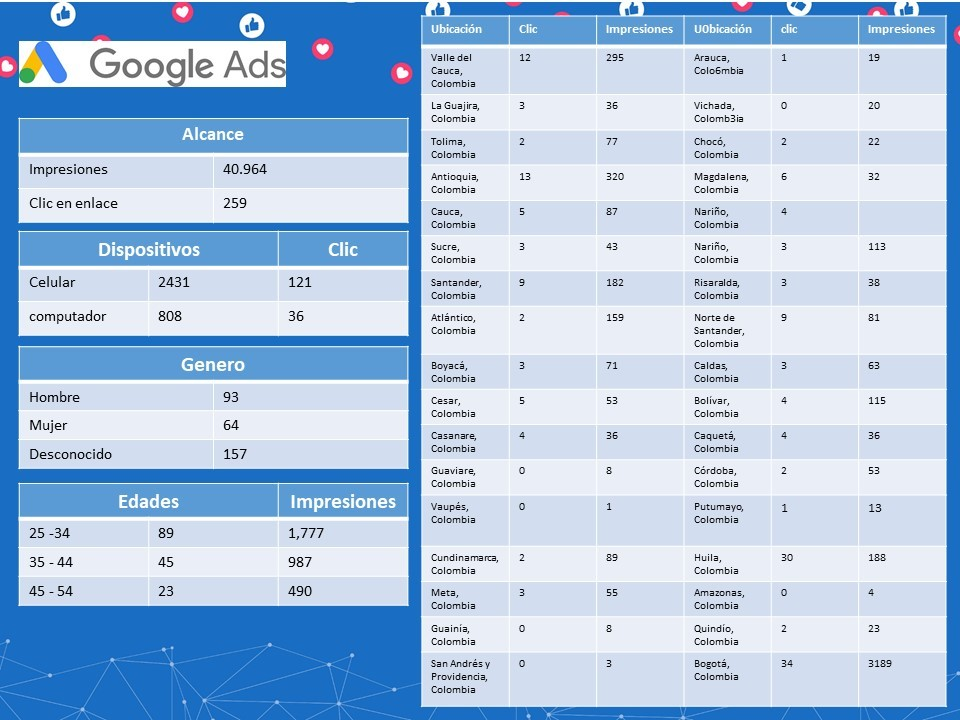 Google Ads
Alcance
Impresiones 40.964
Clic en enlace 259
Dispositivos Clic
Celular 2431 121
computador 808 36
Genero
Hombre 93
Mujer 64
Desconocido 157
Edades Impresiones
25 -34 89 1,777
35 - 44 45 987
45 - 54 23 490
Ubicación Clic Impresiones U0bicación clic Impresiones
Valle del 12 295 Arauca, 1 19
Cauca, Colo6mbia
Colombia
La Guajira, 3 36 Vichada, 0 20
Colombia Colomb3ia
Tolima, 2 77 Chocó, 2 22
Colombia Colombia
Antioquia, 13 320 Magdalena, 6 32
Colombia Colombia
Cauca, 5 87 Nariño, 4
Colombia Colombia
Sucre, 3 43 Nariño, 3 113
Colombia Colombia
Santander, 9 182 Risaralda, 3 38
Colombia Colombia
Atlántico, 2 159 Norte de 9 81
Colombia Santander,
Colombia
Boyacá, 3 71 Caldas, 3 63
Colombia Colombia
Cesar, 5 53 Bolívar, 4 115
Colombia Colombia
Casanare, 4 36 Caquetá, 4 36
Colombia Colombia
Guaviare, 0 8 Córdoba, 2 53
Colombia Colombia
Vaupés, 0 1 Putumayo, 1 13
Colombia Colombia
Cundinamarca, 2 89 Huila, 30 188
Colombia Colombia
Meta, 3 55 Amazonas, 0 4
Colombia Colombia
Guainía, 0 8 Quindío, 2 23
Colombia Colombia
San Andrés y 0 3 Bogotá, 34 3189
Providencia, Colombia
Colombia